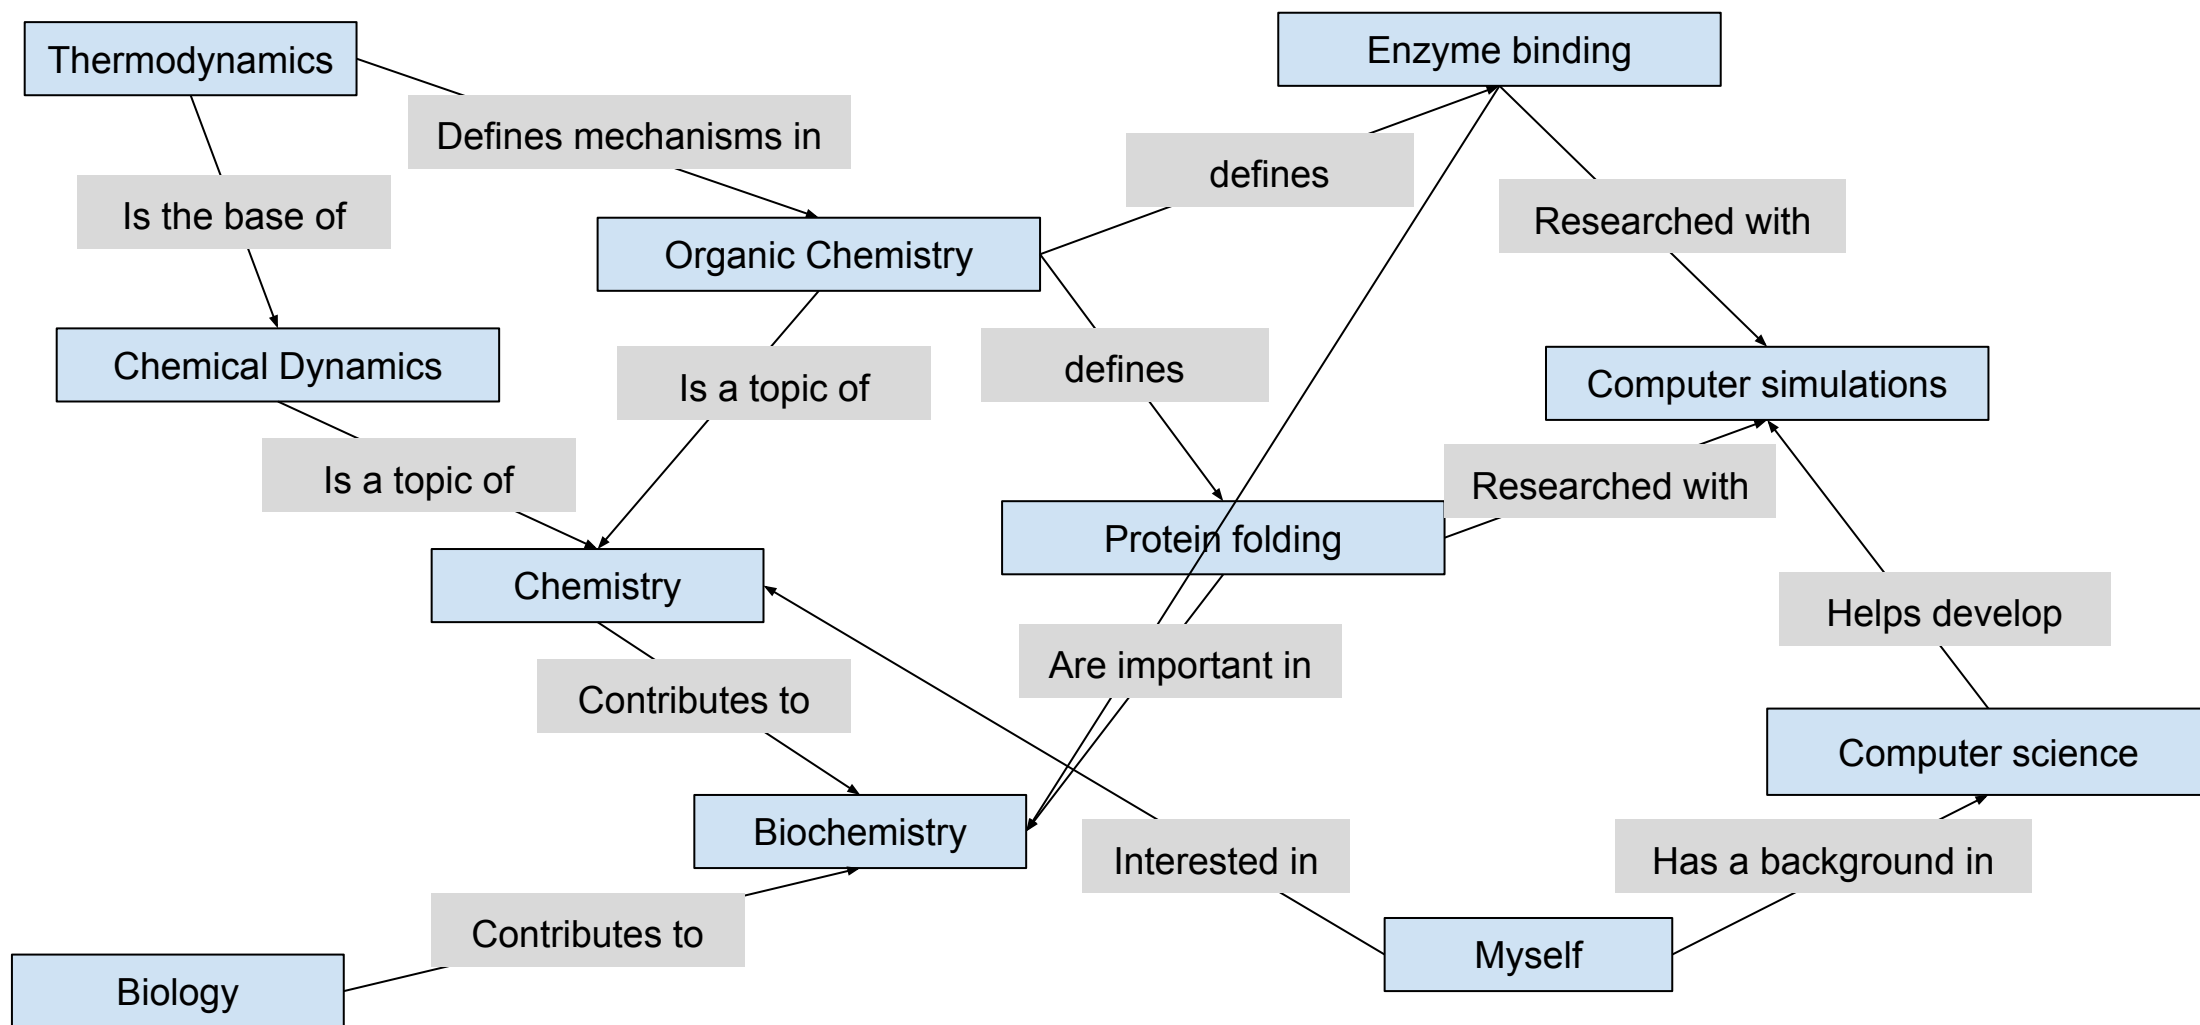 Thermodynamics
Enzyme binding
Defines mechanisms in
defines
Is the base of
Researched with
Organic Chemistry
Chemical Dynamics
Is a topic of
defines
Computer simulations
Is a topic of
Researched with
Protein folding
Chemistry
Helps develop
Are important in
Contributes to
Computer science
Biochemistry
Interested in
Has a background in
Contributes to
Myself
Biology